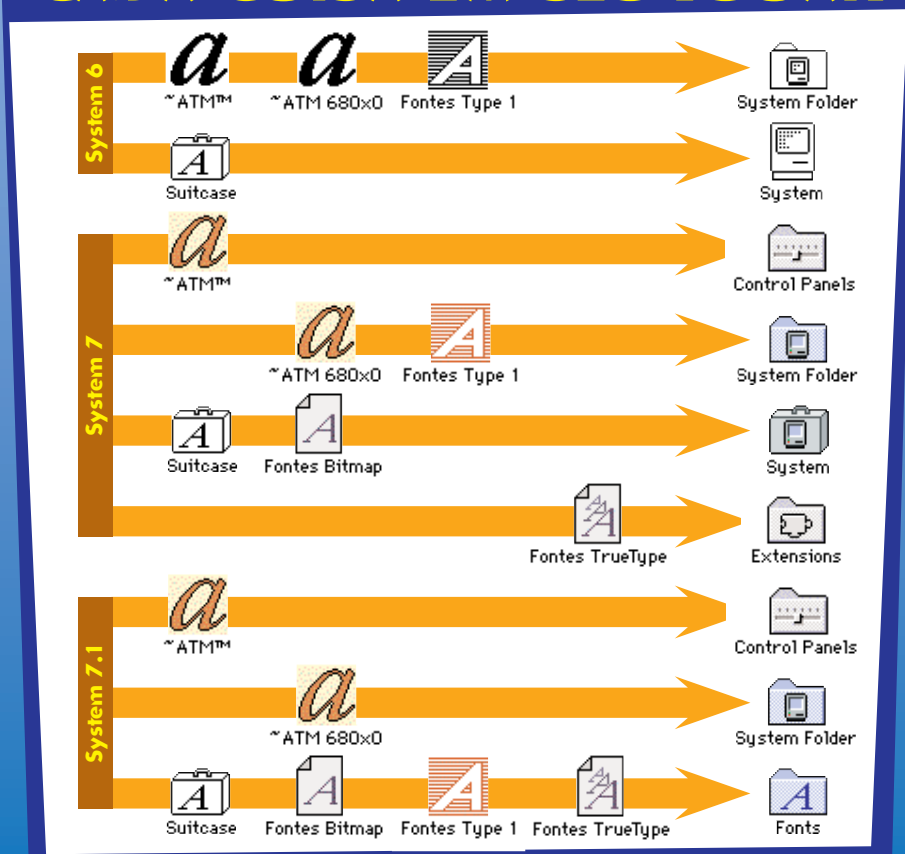 System 6
~ATM™ ~ATM 680x0 Fontes Type 1 System Folder
Suitcase System
System 7
~ATM™ Control Panels
~ATM 680x0 Fontes Type 1 System Folder
Suitcase Fontes Bitmap System
Fontes TrueType Extensions
System 7.1
~ATM™ Control Panels
~ATM 680x0 System Folder
Suitcase Fontes Bitmap Fontes Type 1 Fontes TrueType Fonts